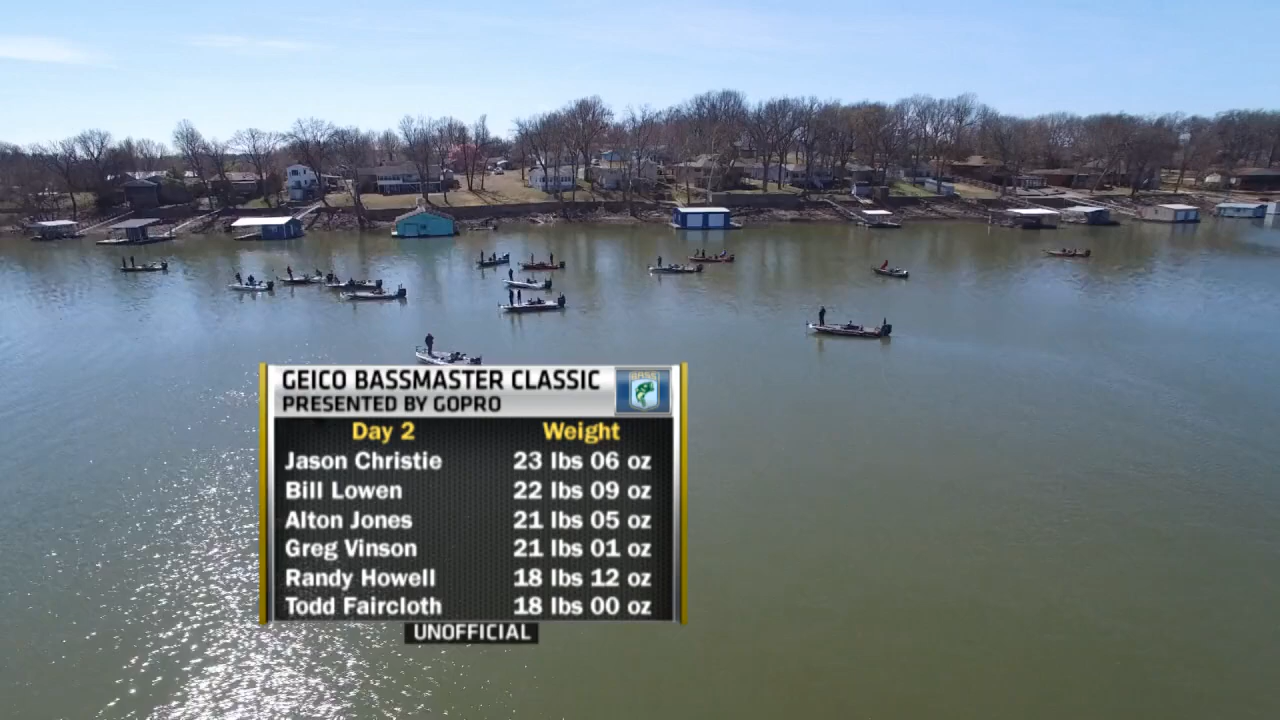 GEICO BASSMASTER CLASSIC
PRESENTED BY GOPRO
BASS
Day 2 Weight
Jason Christie 23 lbs 06 oz
Bill Lowen 22 lbs 09 oz
Alton Jones 21 lbs 05 oz
Greg Vinson 21 lbs 01 oz
Randy Howell 18 lbs 12 oz
Todd Faircloth 18 lbs 00 oz
UNOFFICIAL